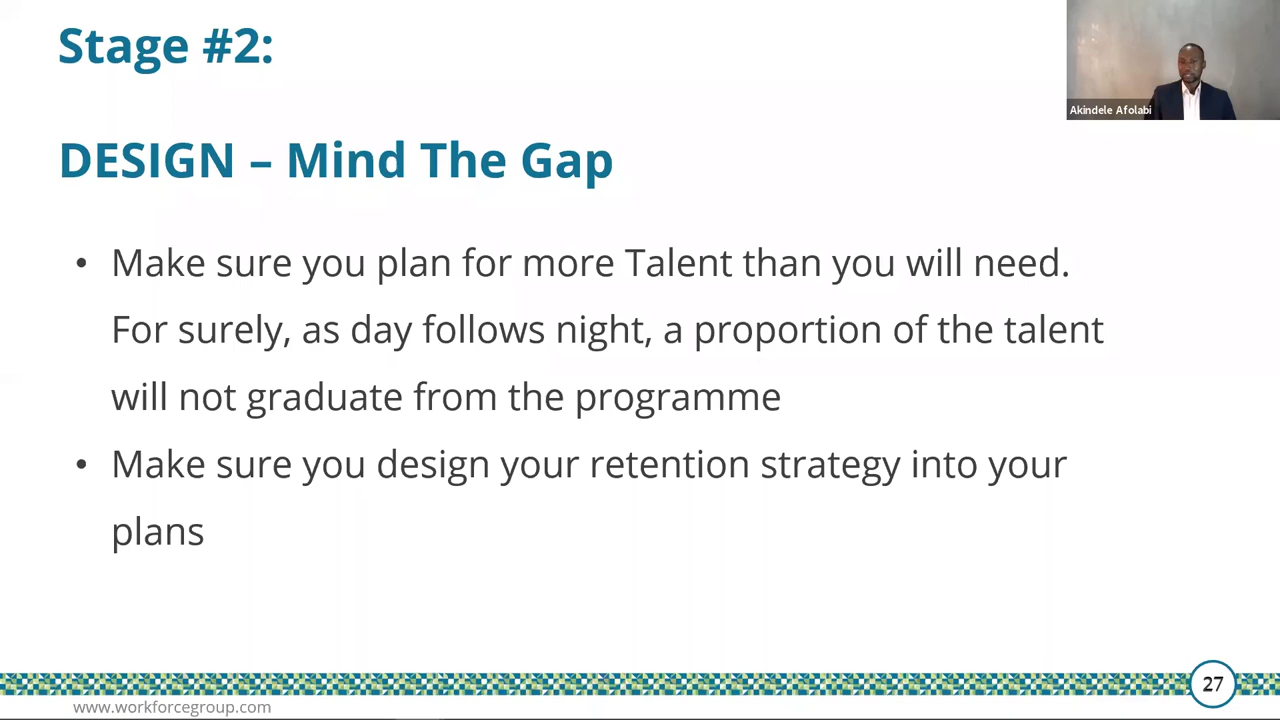 Stage #2:
Akindele Afolabi
DESIGN – Mind The Gap
• Make sure you plan for more Talent than you will need.
For surely, as day follows night, a proportion of the talent
will not graduate from the programme
• Make sure you design your retention strategy into your
plans
27
www.workforcegroup.com